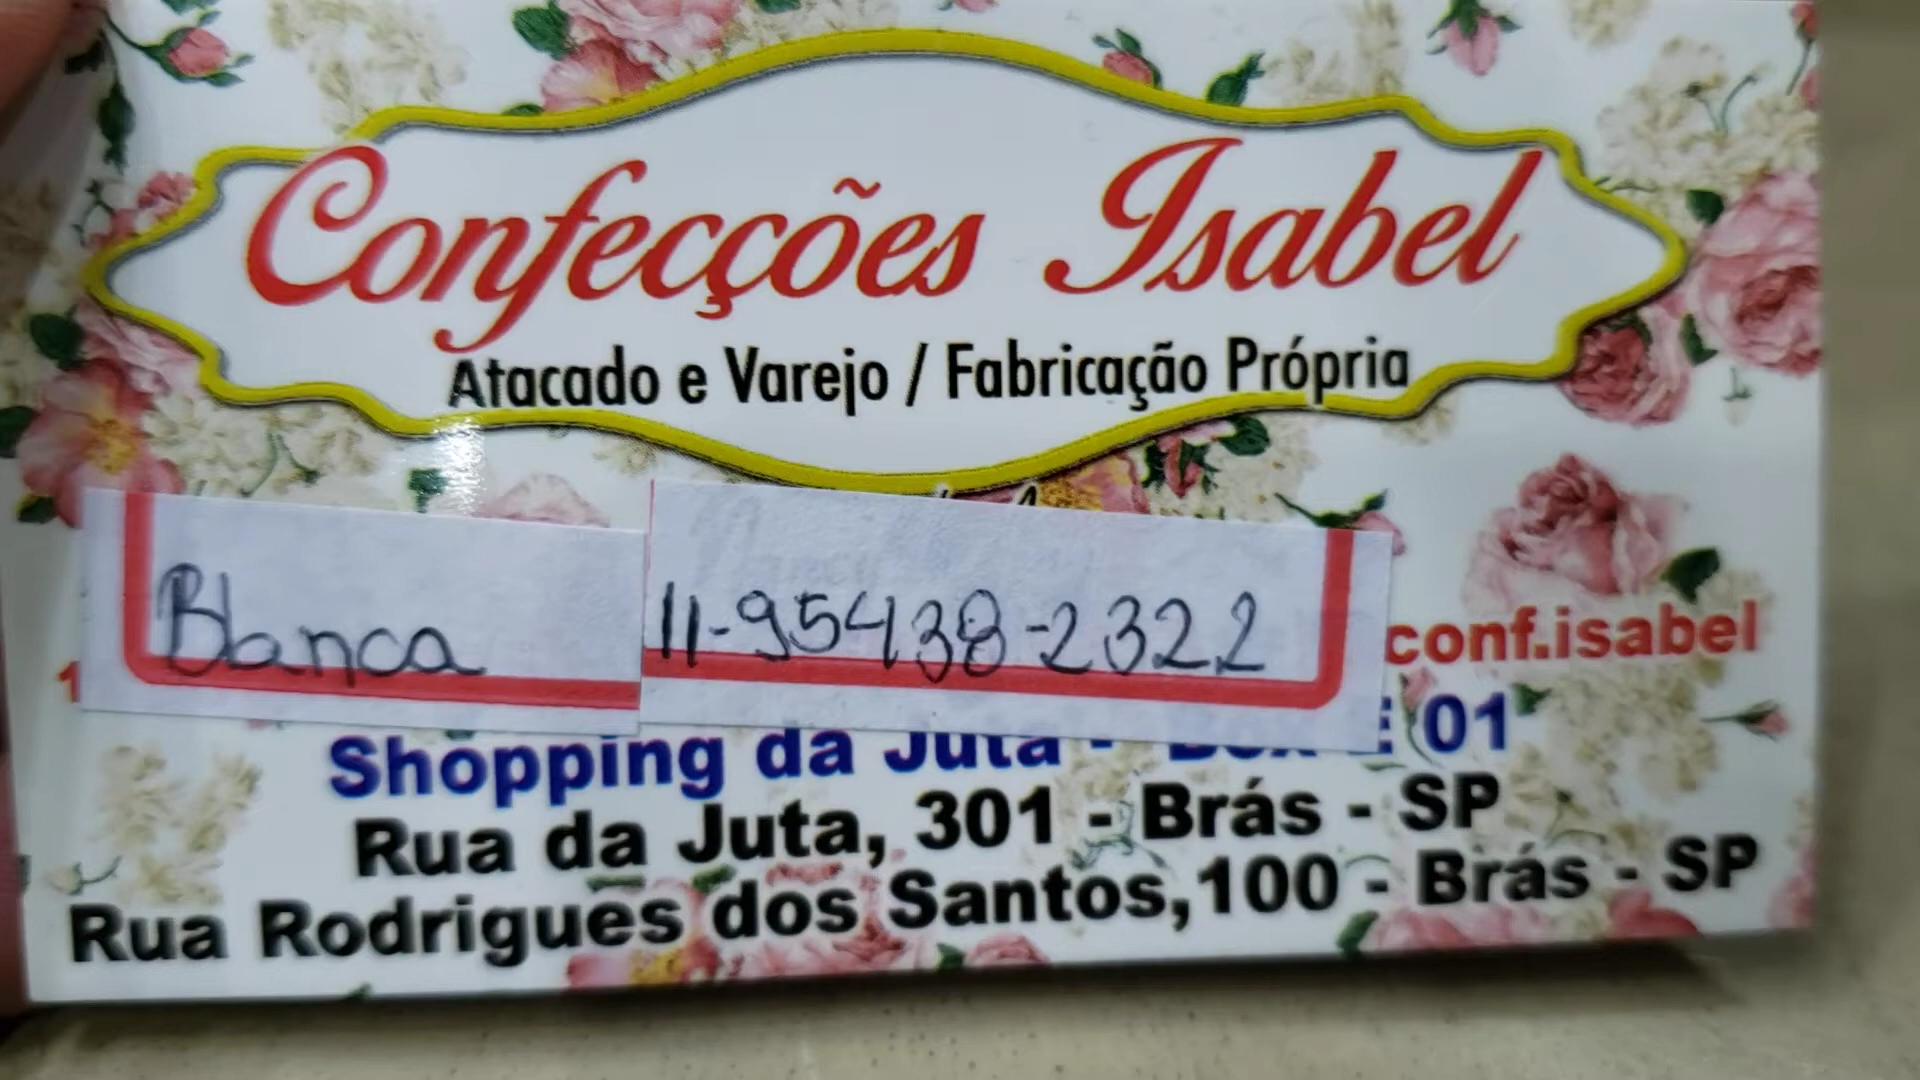 Confecções Isabel
Atacado e Varejo / Fabricação Própria
Blanca 11-95438-2322
conf.isabel
Shopping da Juta - Box E 01
Rua da Juta, 301 - Brás - SP
Rua Rodrigues dos Santos,100 - Brás - SP